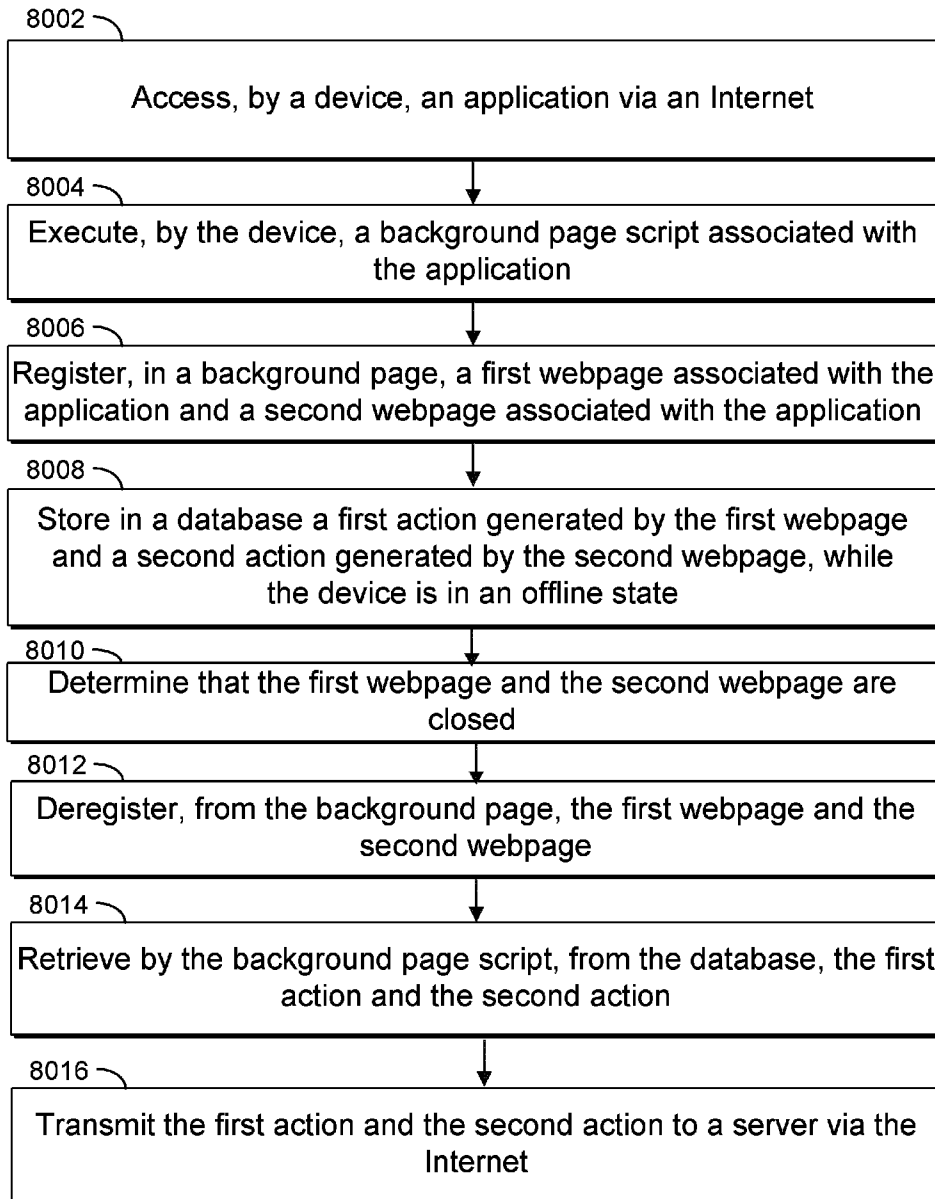 8002
Access, by a device, an application via an Internet
8004
Execute, by the device, a background page script associated with
the application
8006
Register, in a background page, a first webpage associated with the
application and a second webpage associated with the application
8008
Store in a database a first action generated by the first webpage
and a second action generated by the second webpage, while
the device is in an offline state
8010
Determine that the first webpage and the second webpage are
closed
8012
Deregister, from the background page, the first webpage and the
second webpage
8014
Retrieve by the background page script, from the database, the first
action and the second action
8016
Transmit the first action and the second action to a server via the
Internet